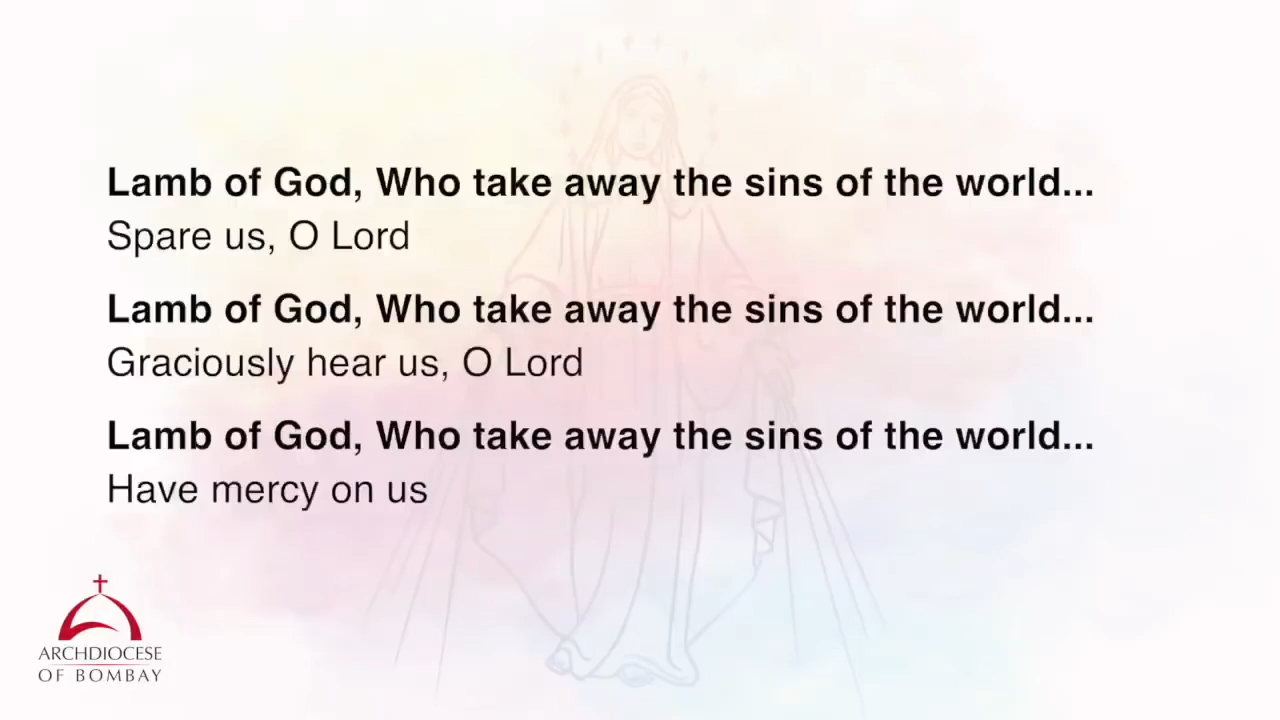 Lamb of God, Who take away the sins of the world...
Spare us, O Lord
Lamb of God, Who take away the sins of the world...
Graciously hear us, O Lord
Lamb of God, Who take away the sins of the world...
Have mercy on us
ARCHDIOCESE
OF BOMBAY